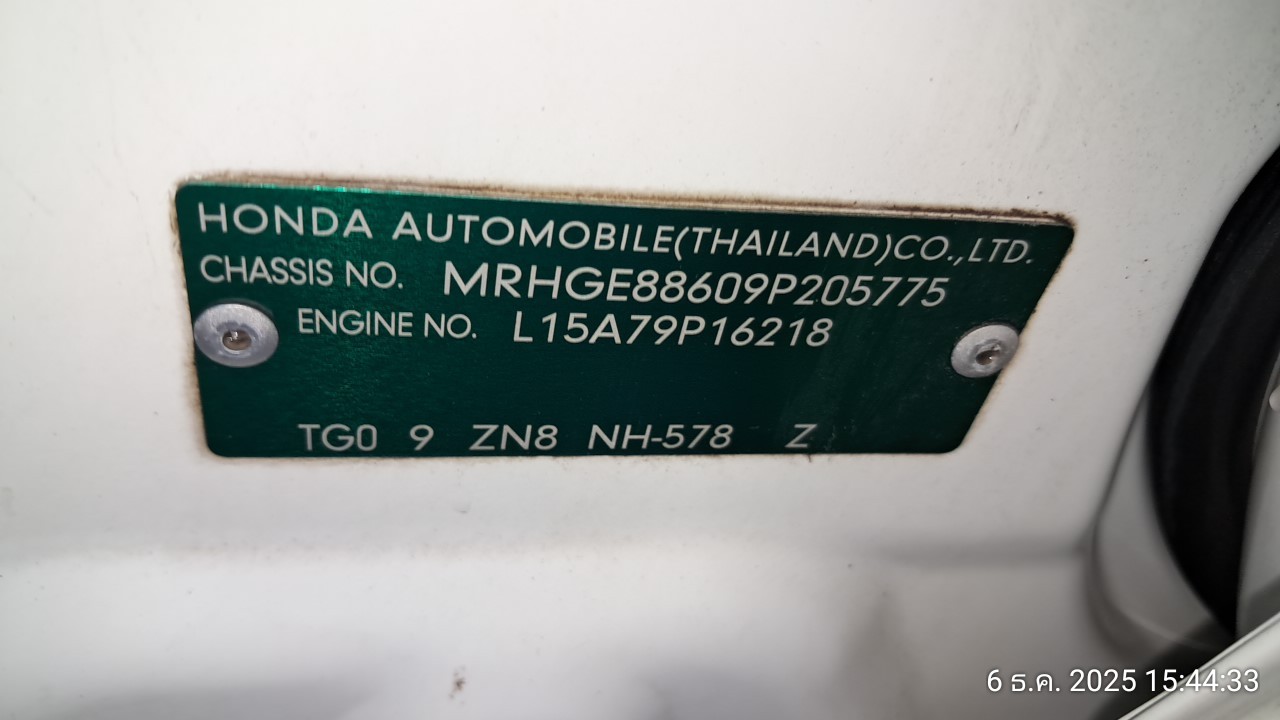 HONDA AUTOMOBILE(THAILAND)CO.,LTD.
CHASSIS NO. MRHGE88609P205775
ENGINE NO. L15A79P16218
TG0 9 ZN8 NH-578 Z
6 ธ.ค. 2025 15:44:33